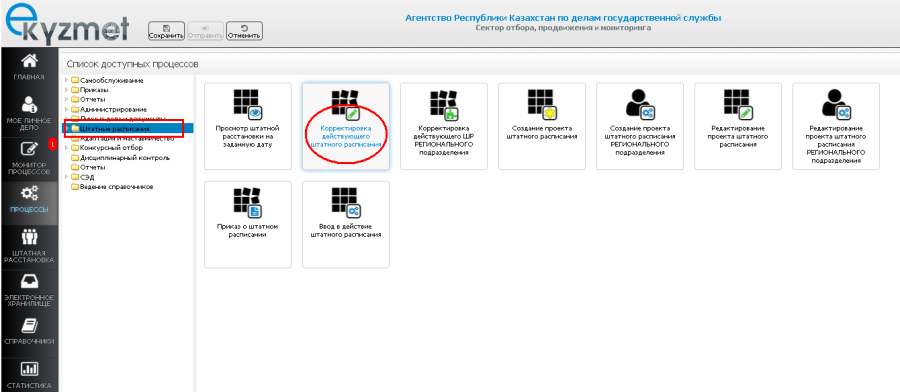 екyzmet
Сохранить
Отправить
Отменить
Агентство Республики Казахстан по делам государственной службы
Сектор отбора, продвижения и мониторинга
ГЛАВНАЯ
МОЕ ЛИЧНОЕ
ДЕЛО
1
МОНИТОР
ПРОЦЕССОВ
ПРОЦЕССЫ
ШТАТНАЯ
РАССТАНОВКА
ЭЛЕКТРОННОЕ
ХРАНИЛИЩЕ
СПРАВОЧНИКИ
СТАТИСТИКА
Список доступных процессов
Самообслуживание
Приказы
Отчеты
Администрирование
Личные дела и документы
Штатные расписания
Адаптация и наставничество
Конкурсный отбор
Дисциплинарный контроль
Отчеты
СЭД
Ведение справочников
Просмотр штатной
расстановки на
заданную дату
Корректировка
действующего
штатного расписания
Корректировка
действующего ШР
РЕГИОНАЛЬНОГО
подразделения
Создание проекта
штатного расписания
Создание проекта
штатного расписания
РЕГИОНАЛЬНОГО
подразделения
Редактирование
проекта штатного
расписания
Редактирование
проекта штатного
расписания
РЕГИОНАЛЬНОГО
подразделения
Приказ о штатном
расписании
Ввод в действие
штатного расписания